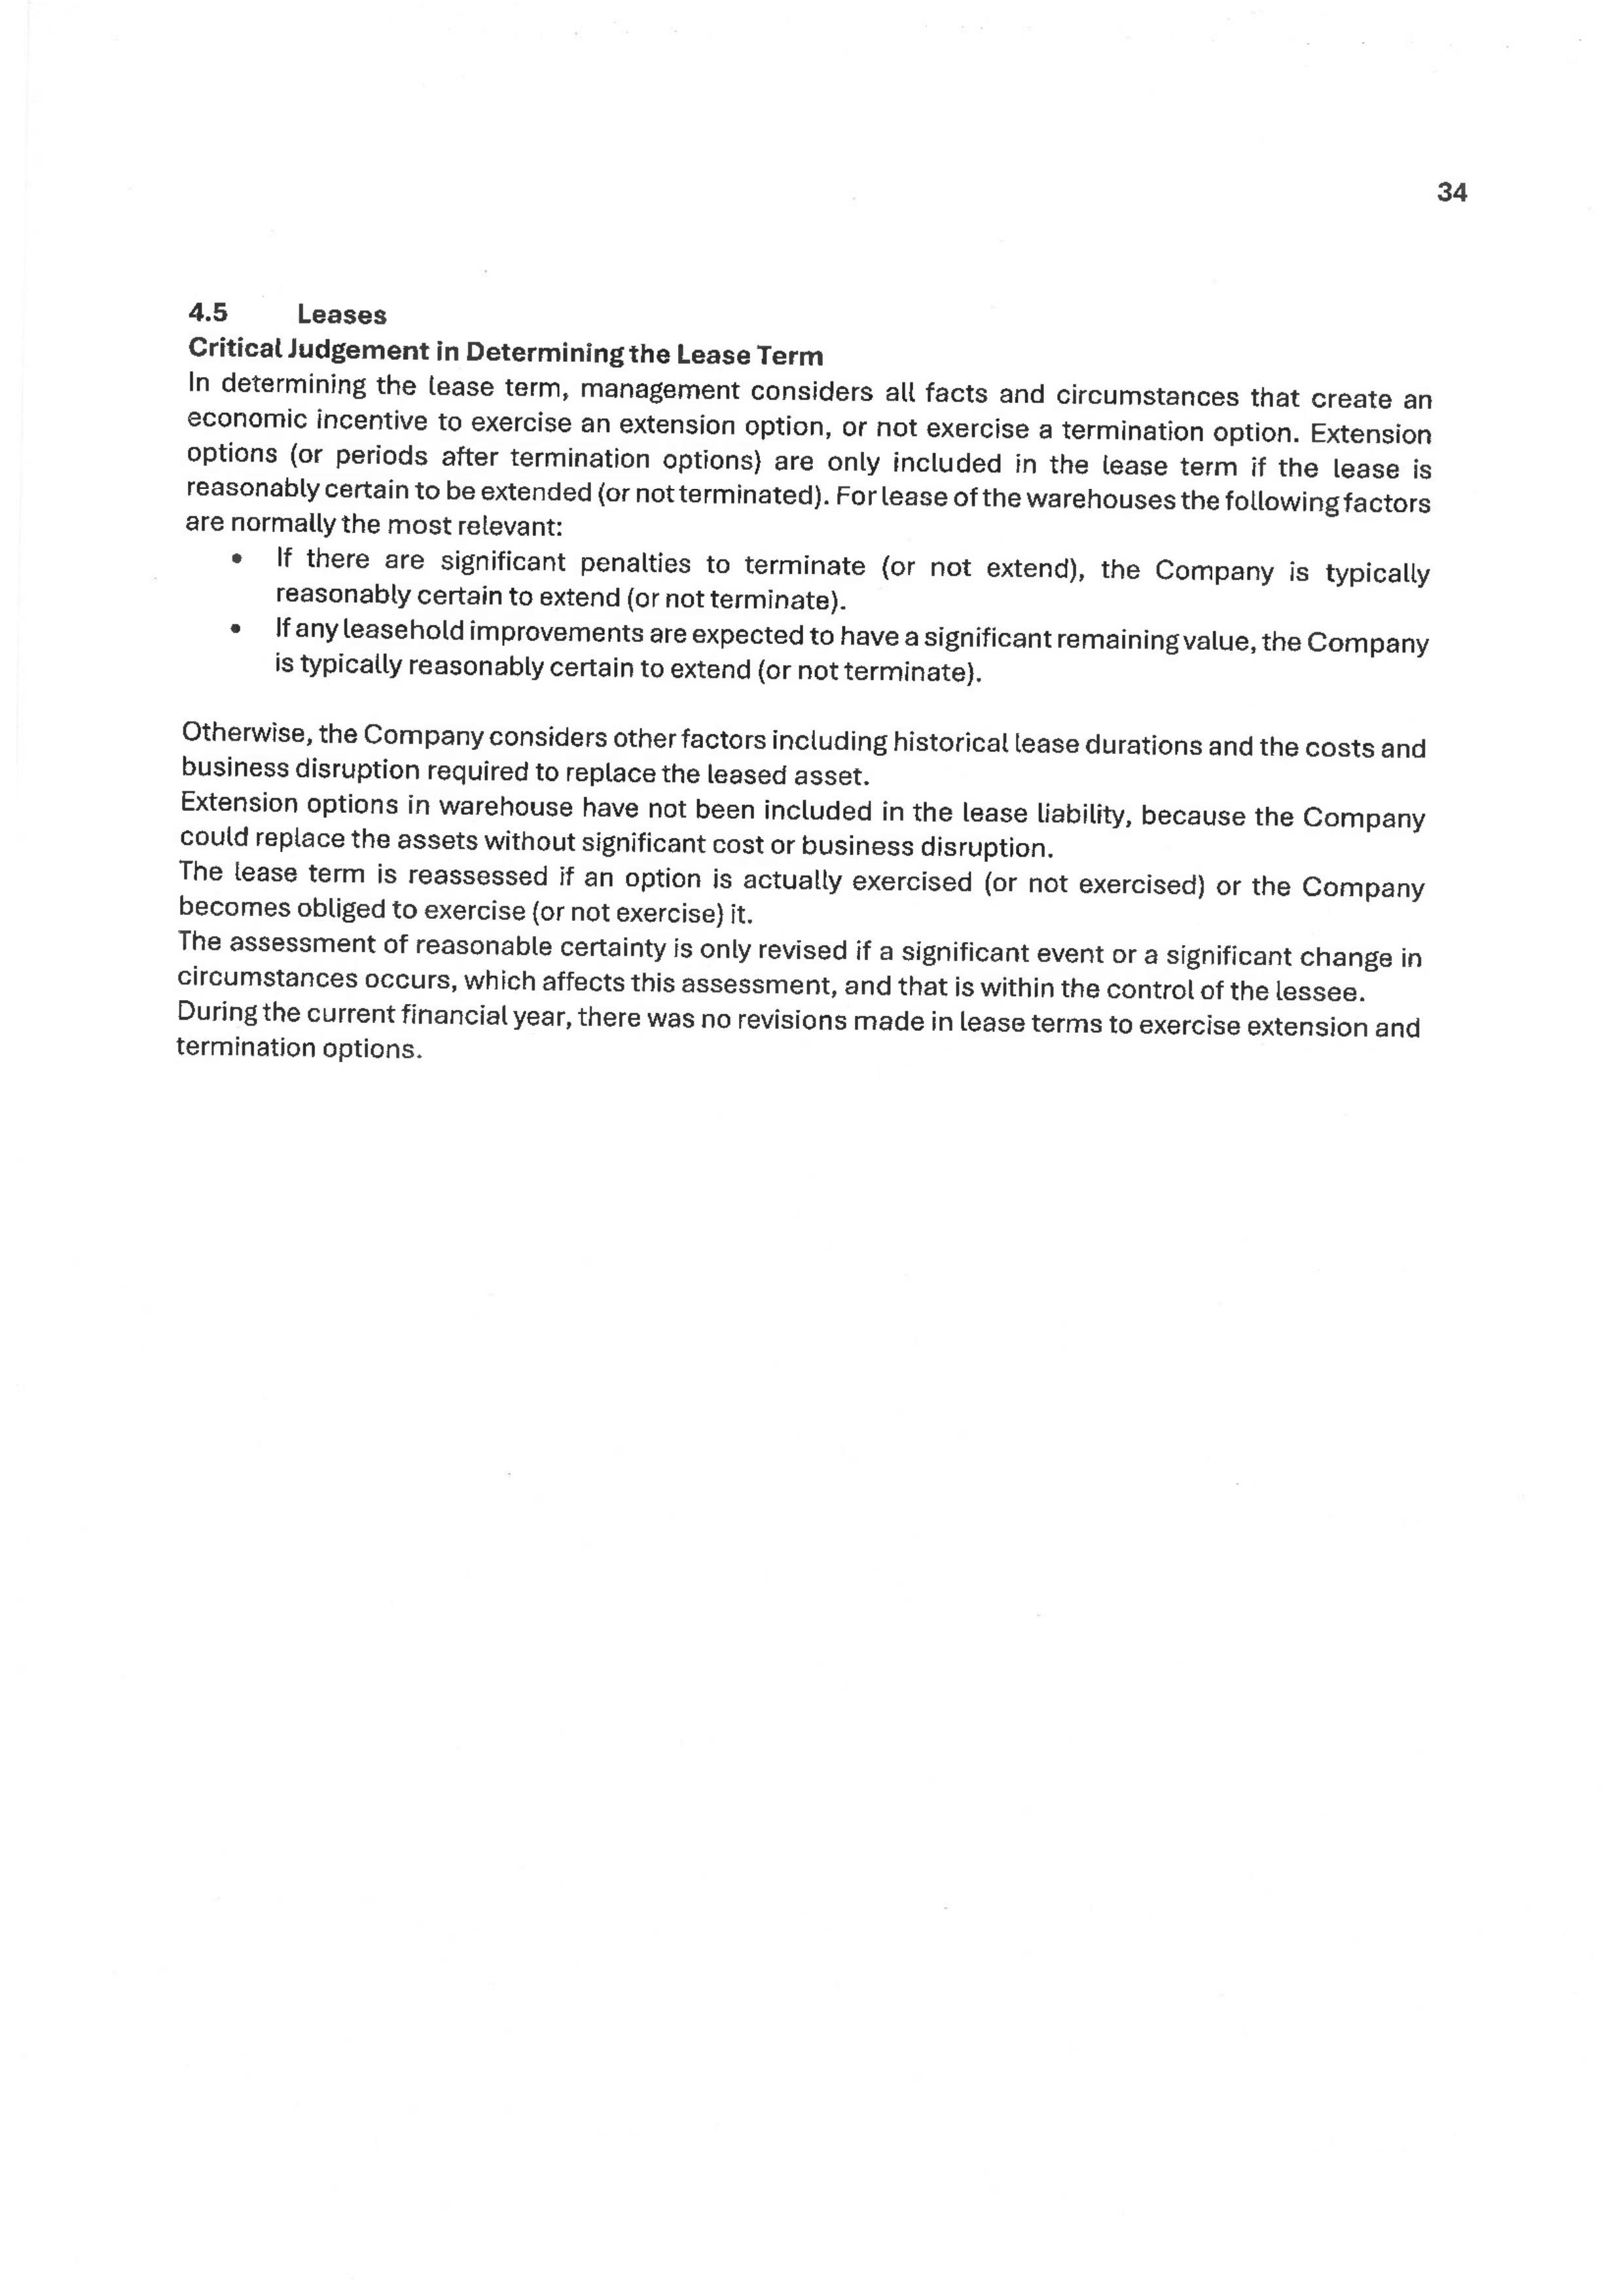 34
4.5 Leases
Critical Judgement in Determining the Lease Term
In determining the lease term, management considers all facts and circumstances that create an
economic incentive to exercise an extension option, or not exercise a termination option. Extension
options (or periods after termination options) are only included in the lease term if the lease is
reasonably certain to be extended (or not terminated). For lease of the warehouses the following factors
are normally the most relevant:
• If there are significant penalties to terminate (or not extend), the Company is typically
reasonably certain to extend (or not terminate).
• If any leasehold improvements are expected to have a significant remaining value, the Company
is typically reasonably certain to extend (or not terminate).
Otherwise, the Company considers other factors including historical lease durations and the costs and
business disruption required to replace the leased asset.
Extension options in warehouse have not been included in the lease liability, because the Company
could replace the assets without significant cost or business disruption.
The lease term is reassessed if an option is actually exercised (or not exercised) or the Company
becomes obliged to exercise (or not exercise) it.
The assessment of reasonable certainty is only revised if a significant event or a significant change in
circumstances occurs, which affects this assessment, and that is within the control of the lessee.
During the current financial year, there was no revisions made in lease terms to exercise extension and
termination options.